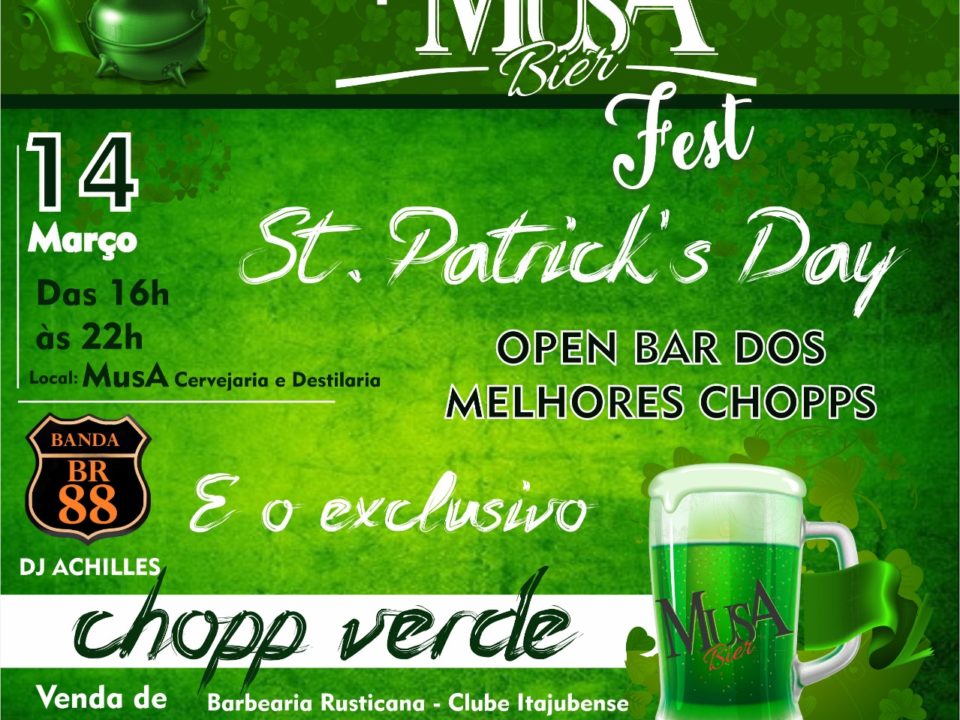 MusA
Bier
Fest
14
Março
Das 16h
às 22h
Local: MusA Cervejaria e Destilaria
St. Patrick's Day
OPEN BAR DOS
MELHORES CHOPPS
BANDA
BR
88
DJ ACHILLES
E o exclusivo
chopp verde
MusA
Bier
Venda de
Barbearia Rusticana - Clube Itajubense